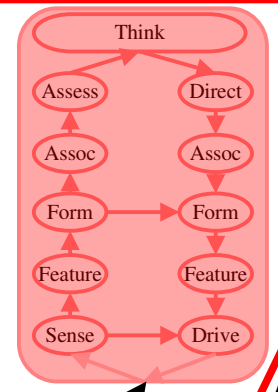 Think
Assess Direct
Assoc Assoc
Form Form
Feature Feature
Sense Drive